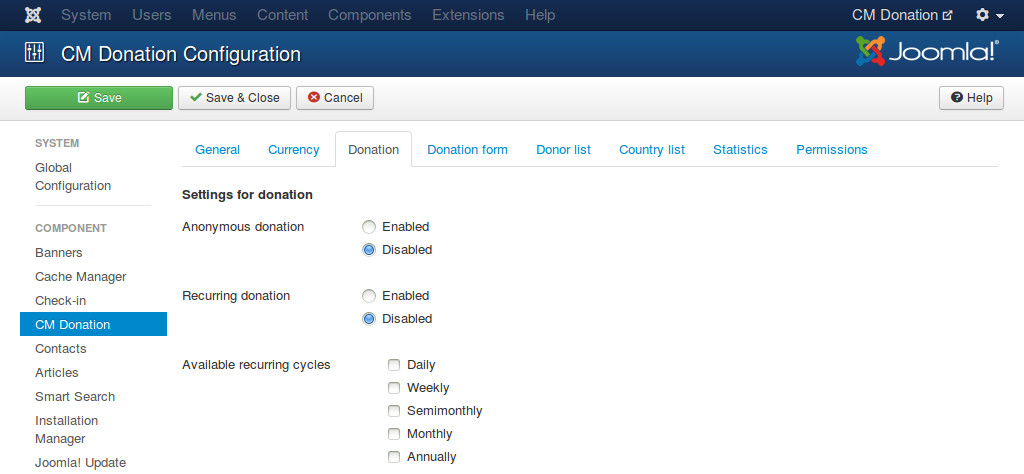 System Users Menus Content Components Extensions Help CM Donation
CM Donation Configuration Joomla!®
Save Save & Close Cancel Help
SYSTEM
Global
Configuration
COMPONENT
Banners
Cache Manager
Check-in
CM Donation
Contacts
Articles
Smart Search
Installation
Manager
Joomla! Update
General Currency Donation Donation form Donor list Country list Statistics Permissions
Settings for donation
Anonymous donation Enabled
Disabled
Recurring donation Enabled
Disabled
Available recurring cycles Daily
Weekly
Semimonthly
Monthly
Annually